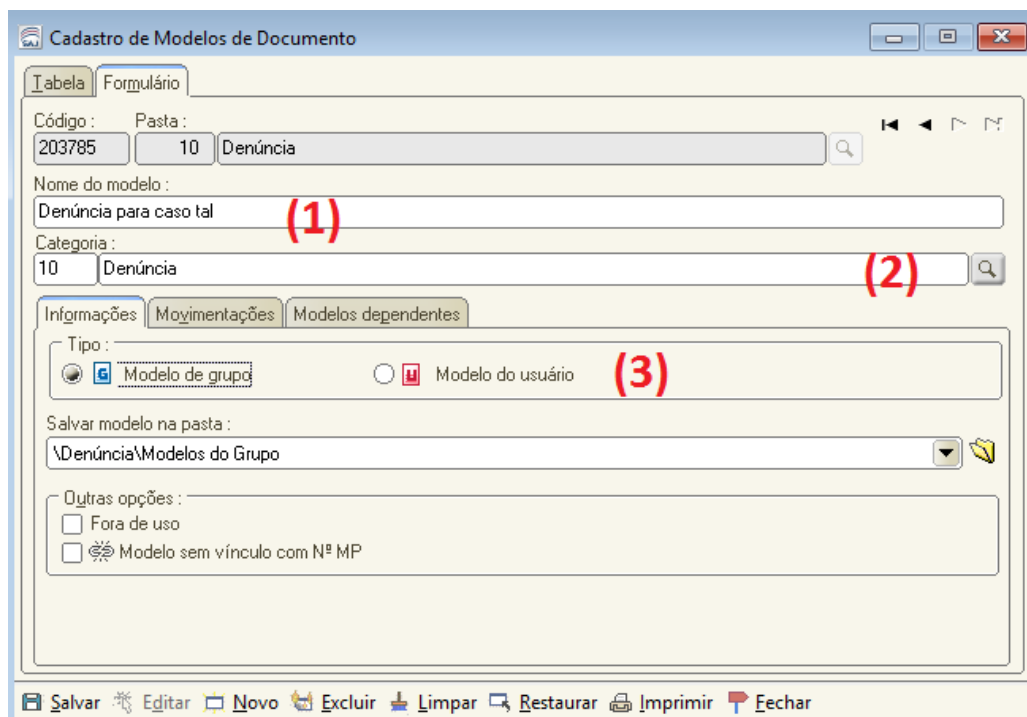 Cadastro de Modelos de Documento
Tabela Formulário
Código : Pasta :
203785 10 Denúncia
Nome do modelo :
Denúncia para caso tal (1)
Categoria :
10 Denúncia (2)
Informações Movimentações Modelos dependentes
Tipo :
G Modelo de grupo U Modelo do usuário (3)
Salvar modelo na pasta :
\Denúncia\Modelos do Grupo
Outras opções :
Fora de uso
Modelo sem vínculo com Nº MP
Salvar Editar Novo Excluir Limpar Restaurar Imprimir Fechar